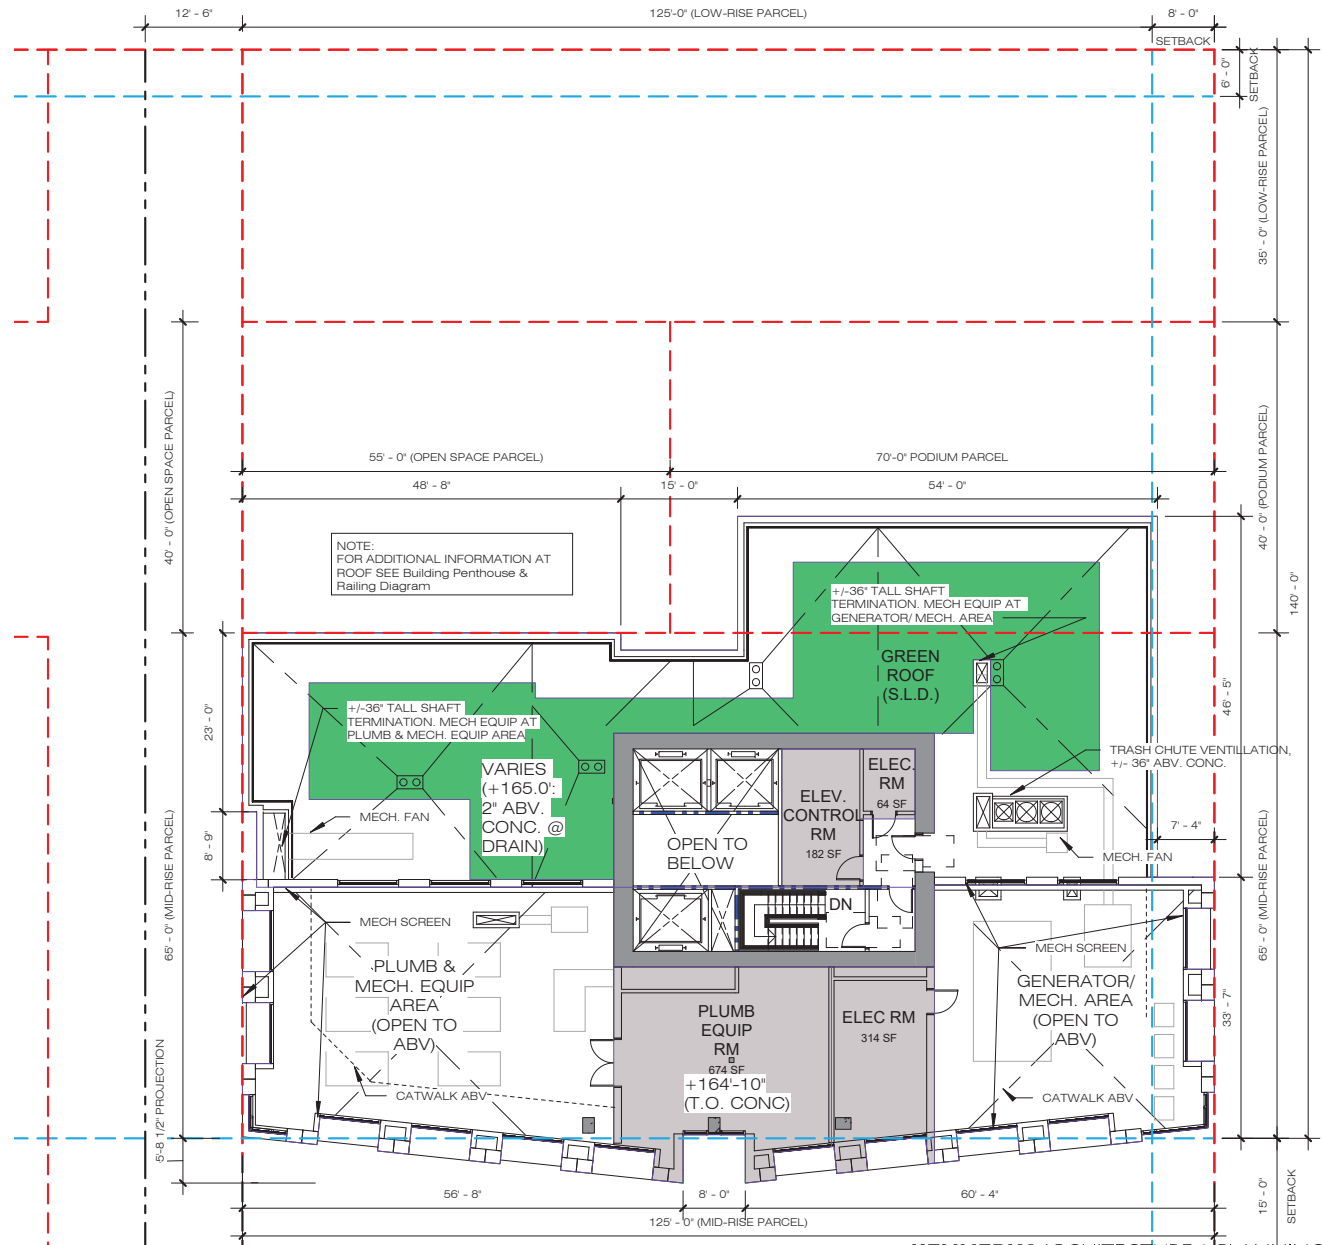 12' - 6"
125'-0" (LOW-RISE PARCEL)
8' - 0"
SETBACK
6' - 0"
SETBACK
35' - 0" (LOW-RISE PARCEL)
40' - 0" (OPEN SPACE PARCEL)
55' - 0" (OPEN SPACE PARCEL)
70'-0" PODIUM PARCEL
48' - 8"
15' - 0"
54' - 0"
40' - 0" (PODIUM PARCEL)
140' - 0"
NOTE:
FOR ADDITIONAL INFORMATION AT
ROOF SEE Building Penthouse &
Railing Diagram
+/-36" TALL SHAFT
TERMINATION. MECH EQUIP AT
GENERATOR/ MECH. AREA
GREEN
ROOF
(S.L.D.)
46' - 5"
23' - 0"
+/-36" TALL SHAFT
TERMINATION. MECH EQUIP AT
PLUMB & MECH. EQUIP AREA
VARIES
(+165.0':
2" ABV.
CONC. @
DRAIN)
TRASH CHUTE VENTILLATION,
+/- 36" ABV. CONC.
ELEC.
RM
64 SF
ELEV.
CONTROL
RM
182 SF
MECH. FAN
OPEN TO
BELOW
7' - 4"
MECH. FAN
8' - 9"
65' - 0" (MID-RISE PARCEL)
65' - 0" (MID-RISE PARCEL)
DN
MECH SCREEN
MECH SCREEN
PLUMB &
MECH. EQUIP
AREA
(OPEN TO
ABV)
GENERATOR/
MECH. AREA
(OPEN TO
ABV)
PLUMB
EQUIP
RM
674 SF
+164'-10"
(T.O. CONC)
ELEC RM
314 SF
33' - 7"
CATWALK ABV
CATWALK ABV
5'-8 1/2" PROJECTION
56' - 8"
8' - 0"
60' - 4"
125' - 0" (MID-RISE PARCEL)
15' - 0"
SETBACK